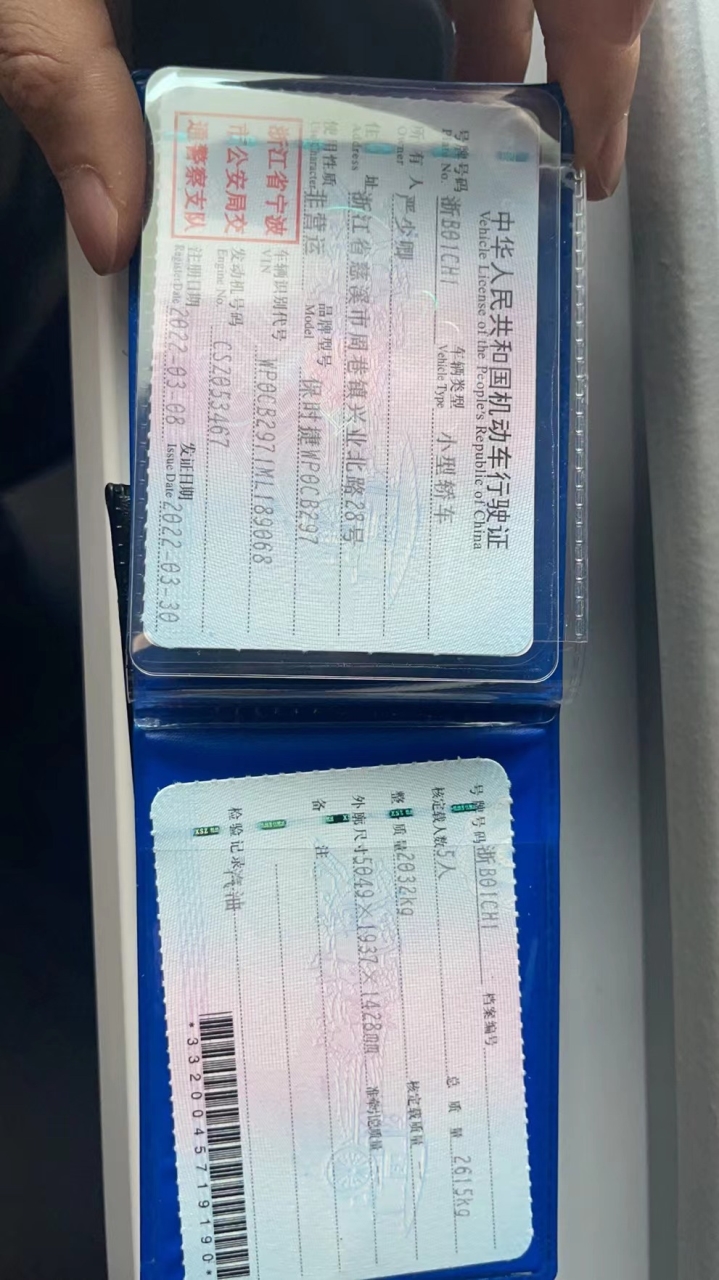 中华人民共和国机动车行驶证
Vehicle License of the People's Republic of China
号牌号码 浙B01CH1 车辆类型 小型轿车
Plate No. Vehicle Type
所有人 严少卿
Owner
住址 浙江省慈溪市周巷镇兴业北路28号
Address
使用性质 非营运 品牌型号 保时捷WP0CB297
Use Character Model
浙江省宁波
市公安局交
通警察支队
车辆识别代号 WP0CB2971ML189068
VIN
发动机号码 CSZ053467
Engine No.
注册日期 2022-03-08 发证日期 2022-03-30
Register Date Issue Date
号牌号码 浙B01CH1 档案编号
核定载人数 5人 总质量 2615kg
整备质量 2032kg 核定载质量 --
外廓尺寸 5049×1937×1428mm 准牵引总质量 --
备注
检验记录 汽油
*3320045719190*